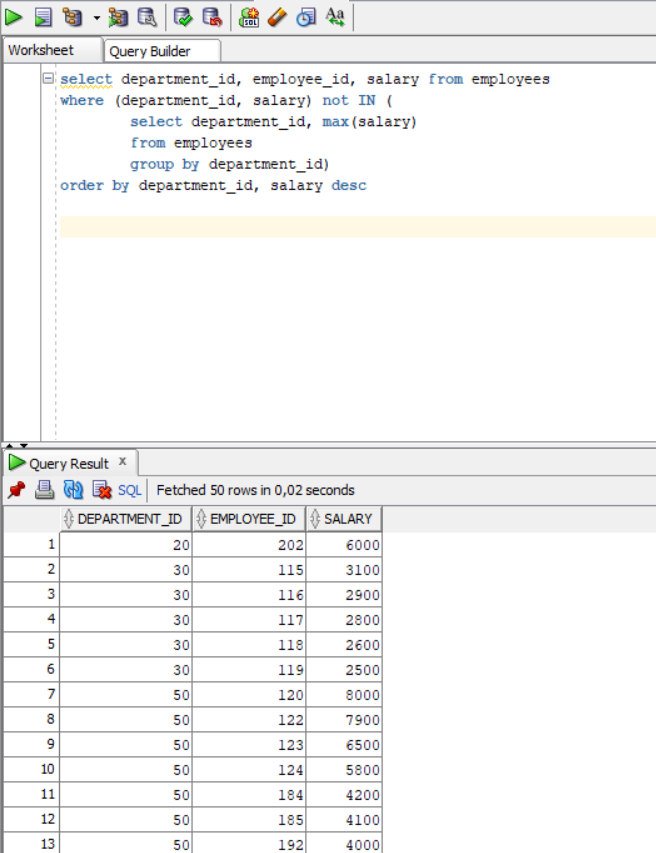 Worksheet Query Builder
select department_id, employee_id, salary from employees
where (department_id, salary) not IN (
select department_id, max(salary)
from employees
group by department_id)
order by department_id, salary desc
Query Result x
SQL Fetched 50 rows in 0,02 seconds
DEPARTMENT_ID EMPLOYEE_ID SALARY
1 20 202 6000
2 30 115 3100
3 30 116 2900
4 30 117 2800
5 30 118 2600
6 30 119 2500
7 50 120 8000
8 50 122 7900
9 50 123 6500
10 50 124 5800
11 50 184 4200
12 50 185 4100
13 50 192 4000